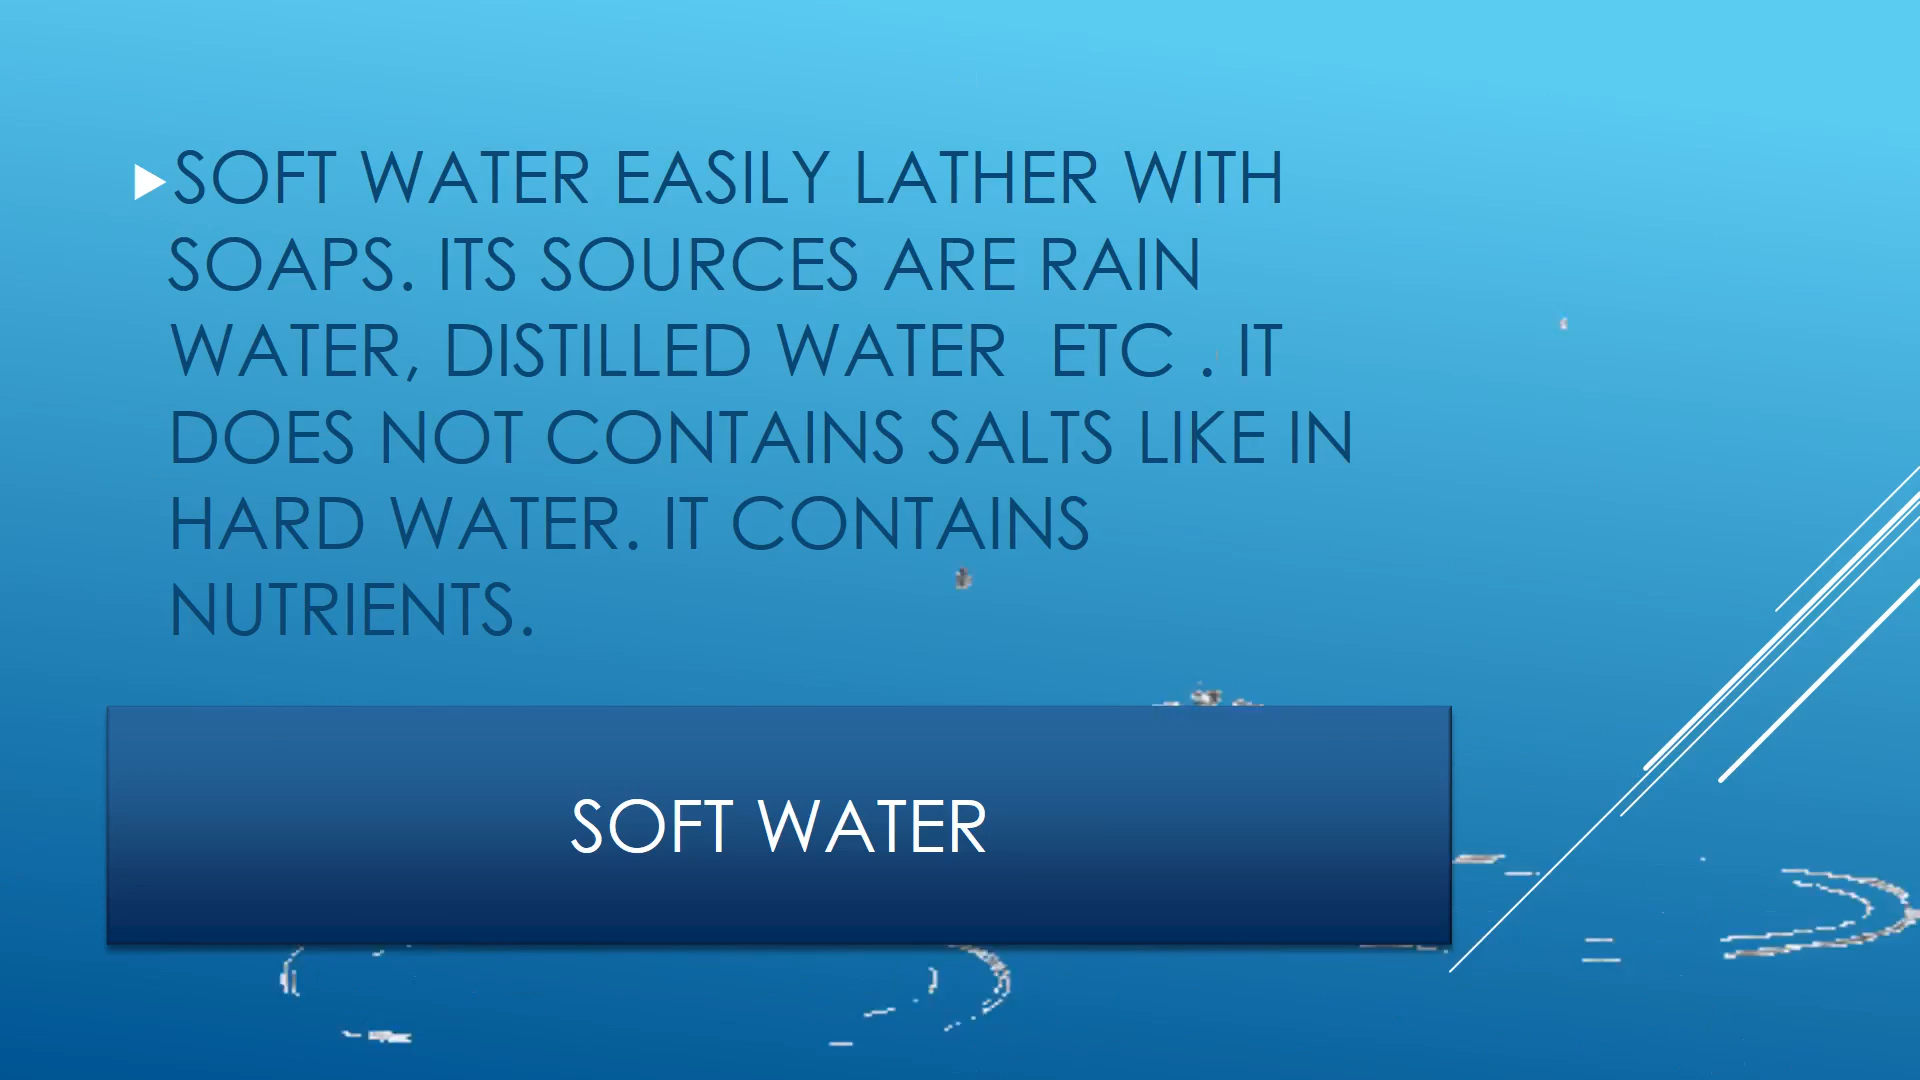 SOFT WATER EASILY LATHER WITH
SOAPS. ITS SOURCES ARE RAIN
WATER, DISTILLED WATER  ETC . IT
DOES NOT CONTAINS SALTS LIKE IN
HARD WATER. IT CONTAINS
NUTRIENTS.
SOFT WATER